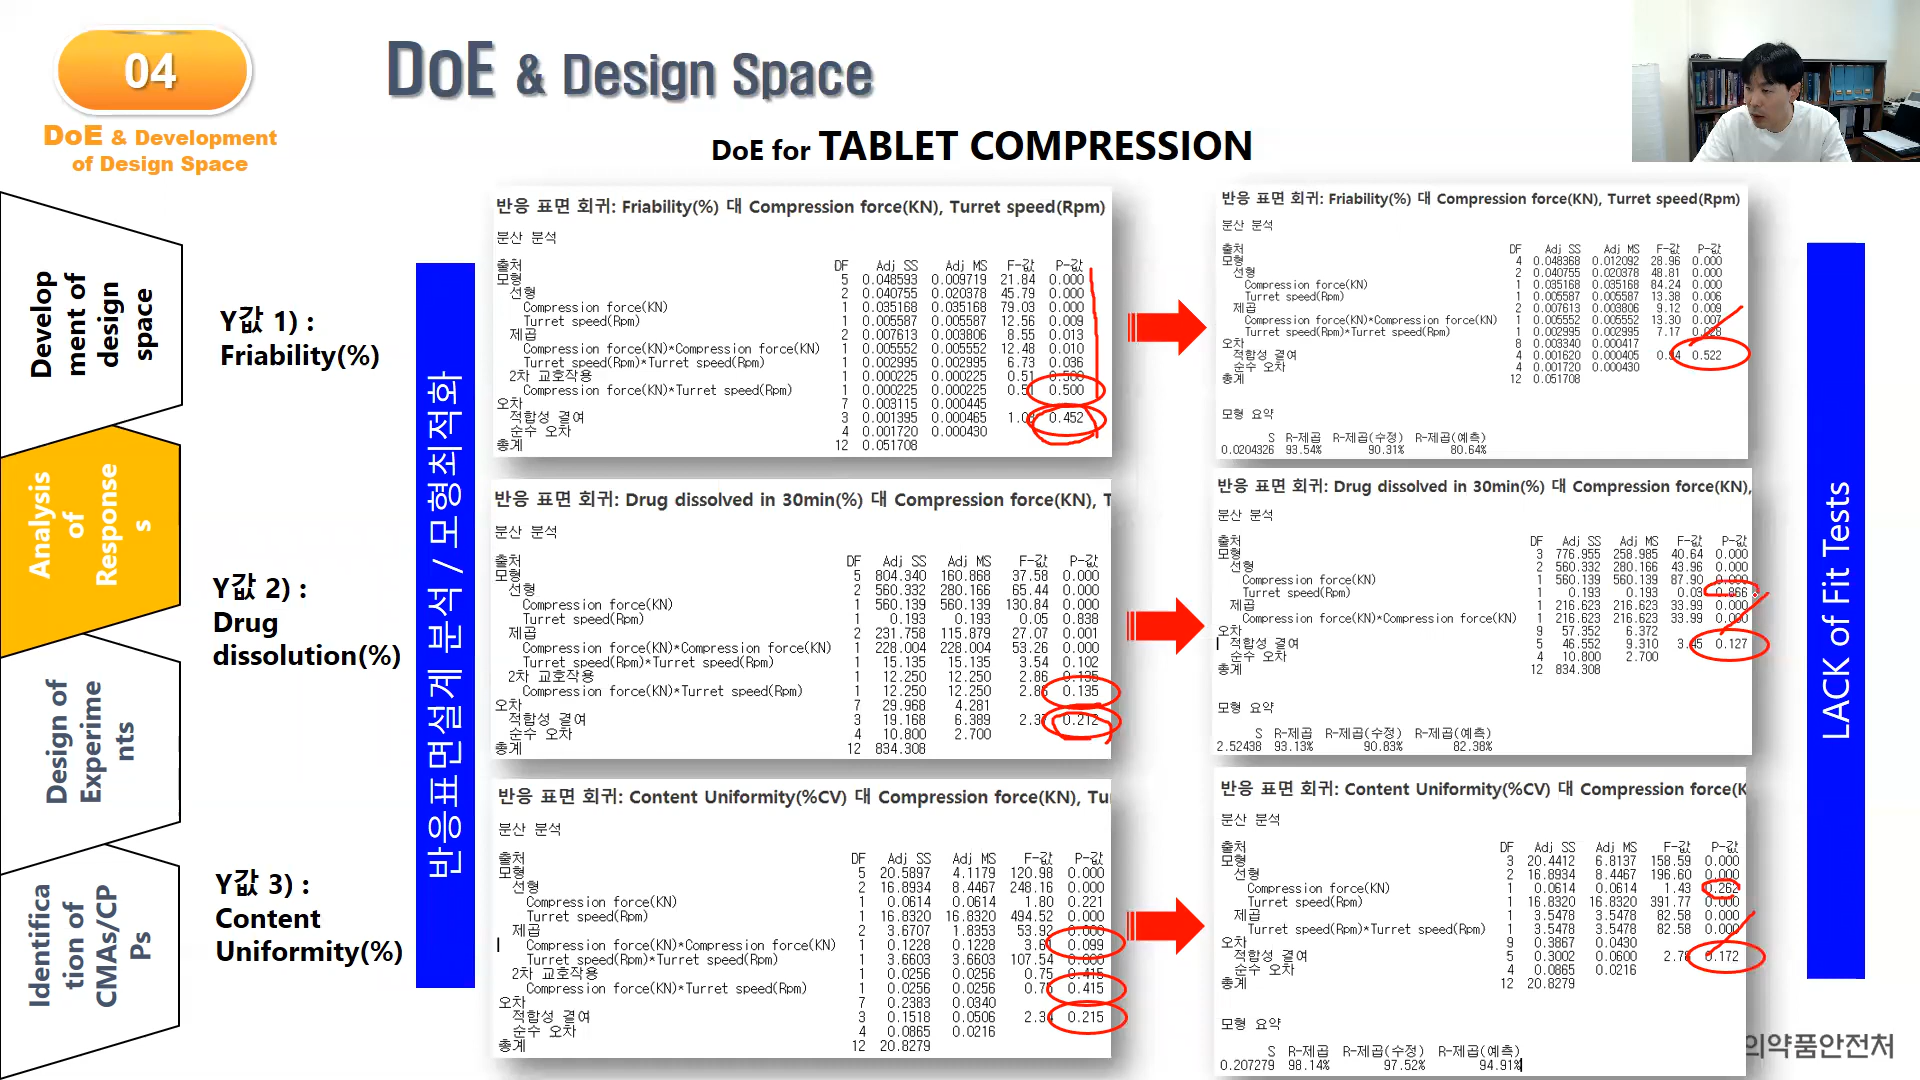 04
DoE & Development
of Design Space
DoE & Design Space
DoE for TABLET COMPRESSION
Develop
ment of
design
space
Analysis
of
Response
s
Design of
Experime
nts
Identifica
tion of
CMAs/CP
Ps
Y값 1) :
Friability(%)
Y값 2) :
Drug
dissolution(%)
Y값 3) :
Content
Uniformity(%)
반응표면설계 분석 / 모형최적화
반응 표면 회귀: Friability(%) 대 Compression force(KN), Turret speed(Rpm)
분산 분석
출처 DF Adj SS Adj MS F-값 P-값
모형 5 0.048593 0.009719 21.84 0.000
선형 2 0.040755 0.020378 45.79 0.000
Compression force(KN) 1 0.035168 0.035168 79.03 0.000
Turret speed(Rpm) 1 0.005587 0.005587 12.56 0.009
제곱 2 0.007613 0.003806 8.55 0.013
Compression force(KN)*Compression force(KN) 1 0.005552 0.005552 12.48 0.010
Turret speed(Rpm)*Turret speed(Rpm) 1 0.002995 0.002995 6.73 0.036
2차 교호작용 1 0.000225 0.000225 0.51 0.500
Compression force(KN)*Turret speed(Rpm) 1 0.000225 0.000225 0.51 0.500
오차 7 0.003115 0.000445
적합성 결여 3 0.001395 0.000465 0.452
순수 오차 4 0.001720 0.000430
총계 12 0.051708
반응 표면 회귀: Drug dissolved in 30min(%) 대 Compression force(KN), T
분산 분석
출처 DF Adj SS Adj MS F-값 P-값
모형 5 804.340 160.868 37.58 0.000
선형 2 560.332 280.166 65.44 0.000
Compression force(KN) 1 560.139 560.139 130.84 0.000
Turret speed(Rpm) 1 0.193 0.193 0.05 0.838
제곱 2 231.758 115.879 27.07 0.001
Compression force(KN)*Compression force(KN) 1 228.004 228.004 53.26 0.000
Turret speed(Rpm)*Turret speed(Rpm) 1 15.135 15.135 3.54 0.102
2차 교호작용 1 12.250 12.250 2.86 0.135
Compression force(KN)*Turret speed(Rpm) 1 12.250 12.250 2.86 0.135
오차 7 29.968 4.281
적합성 결여 3 19.168 6.389 2.37 0.212
순수 오차 4 10.800 2.700
총계 12 834.308
반응 표면 회귀: Content Uniformity(%CV) 대 Compression force(KN), Tu
분산 분석
출처 DF Adj SS Adj MS F-값 P-값
모형 5 20.5897 4.1179 120.98 0.000
선형 2 16.8934 8.4467 248.16 0.000
Compression force(KN) 1 0.0614 0.0614 1.80 0.221
Turret speed(Rpm) 1 16.8320 16.8320 494.52 0.000
제곱 2 3.6707 1.8353 53.92 0.000
Compression force(KN)*Compression force(KN) 1 0.1228 0.1228 3.61 0.099
Turret speed(Rpm)*Turret speed(Rpm) 1 3.6603 3.6603 107.54 0.000
2차 교호작용 1 0.0256 0.0256 0.75 0.415
Compression force(KN)*Turret speed(Rpm) 1 0.0256 0.0256 0.75 0.415
오차 7 0.2383 0.0340
적합성 결여 3 0.1518 0.0506 2.34 0.215
순수 오차 4 0.0865 0.0216
총계 12 20.8279
반응 표면 회귀: Friability(%) 대 Compression force(KN), Turret speed(Rpm)
분산 분석
출처 DF Adj SS Adj MS F-값 P-값
모형 4 0.048368 0.012092 28.96 0.000
선형 2 0.040755 0.020378 48.81 0.000
Compression force(KN) 1 0.035168 0.035168 84.24 0.000
Turret speed(Rpm) 1 0.005587 0.005587 13.38 0.006
제곱 2 0.007613 0.003806 9.12 0.009
Compression force(KN)*Compression force(KN) 1 0.005552 0.005552 13.30 0.007
Turret speed(Rpm)*Turret speed(Rpm) 1 0.002995 0.002995 7.17 0.028
오차 8 0.003340 0.000417
적합성 결여 4 0.001620 0.000405 0.94 0.522
순수 오차 4 0.001720 0.000430
총계 12 0.051708
모형 요약
S R-제곱 R-제곱(수정) R-제곱(예측)
0.0204326 93.54% 90.31% 80.64%
반응 표면 회귀: Drug dissolved in 30min(%) 대 Compression force(KN),
분산 분석
출처 DF Adj SS Adj MS F-값 P-값
모형 3 776.955 258.985 40.64 0.000
선형 2 560.332 280.166 43.96 0.000
Compression force(KN) 1 560.139 560.139 87.90 0.000
Turret speed(Rpm) 1 0.193 0.193 0.03 0.866
제곱 1 216.623 216.623 33.99 0.000
Compression force(KN)*Compression force(KN) 1 216.623 216.623 33.99 0.000
오차 9 57.352 6.372
적합성 결여 5 46.552 9.310 3.45 0.127
순수 오차 4 10.800 2.700
총계 12 834.308
모형 요약
S R-제곱 R-제곱(수정) R-제곱(예측)
2.52438 93.13% 90.83% 82.38%
반응 표면 회귀: Content Uniformity(%CV) 대 Compression force(K
분산 분석
출처 DF Adj SS Adj MS F-값 P-값
모형 3 20.4412 6.8137 158.59 0.000
선형 2 16.8934 8.4467 196.60 0.000
Compression force(KN) 1 0.0614 0.0614 1.43 0.262
Turret speed(Rpm) 1 16.8320 16.8320 391.77 0.000
제곱 1 3.5478 3.5478 82.58 0.000
Turret speed(Rpm)*Turret speed(Rpm) 1 3.5478 3.5478 82.58 0.000
오차 9 0.3867 0.0430
적합성 결여 5 0.3002 0.0600 2.78 0.172
순수 오차 4 0.0865 0.0216
총계 12 20.8279
모형 요약
S R-제곱 R-제곱(수정) R-제곱(예측)
0.207279 98.14% 97.52% 94.91%
LACK of Fit Tests
의약품안전처